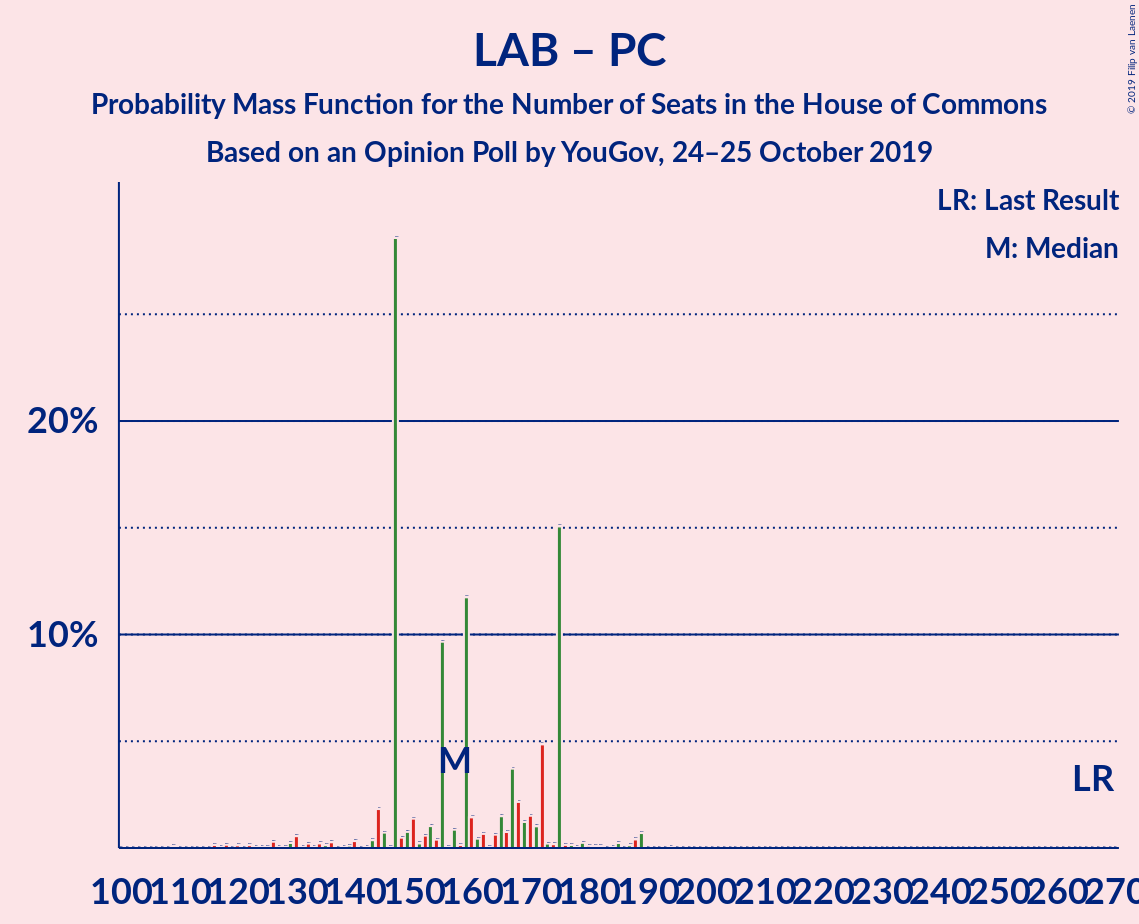 LAB – PC
Probability Mass Function for the Number of Seats in the House of Commons
Based on an Opinion Poll by YouGov, 24–25 October 2019
© 2019 Filip van Laenen
LR: Last Result
M: Median
20%
10%
M
LR
100 110 120 130 140 150 160 170 180 190 200 210 220 230 240 250 260 270